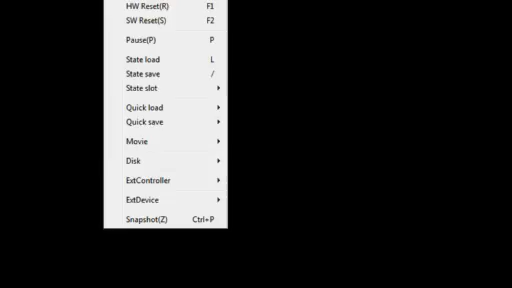 HW Reset(R) F1
SW Reset(S) F2
Pause(P) P
State load L
State save /
State slot
Quick load
Quick save
Movie
Disk
ExtController
ExtDevice
Snapshot(Z) Ctrl+P